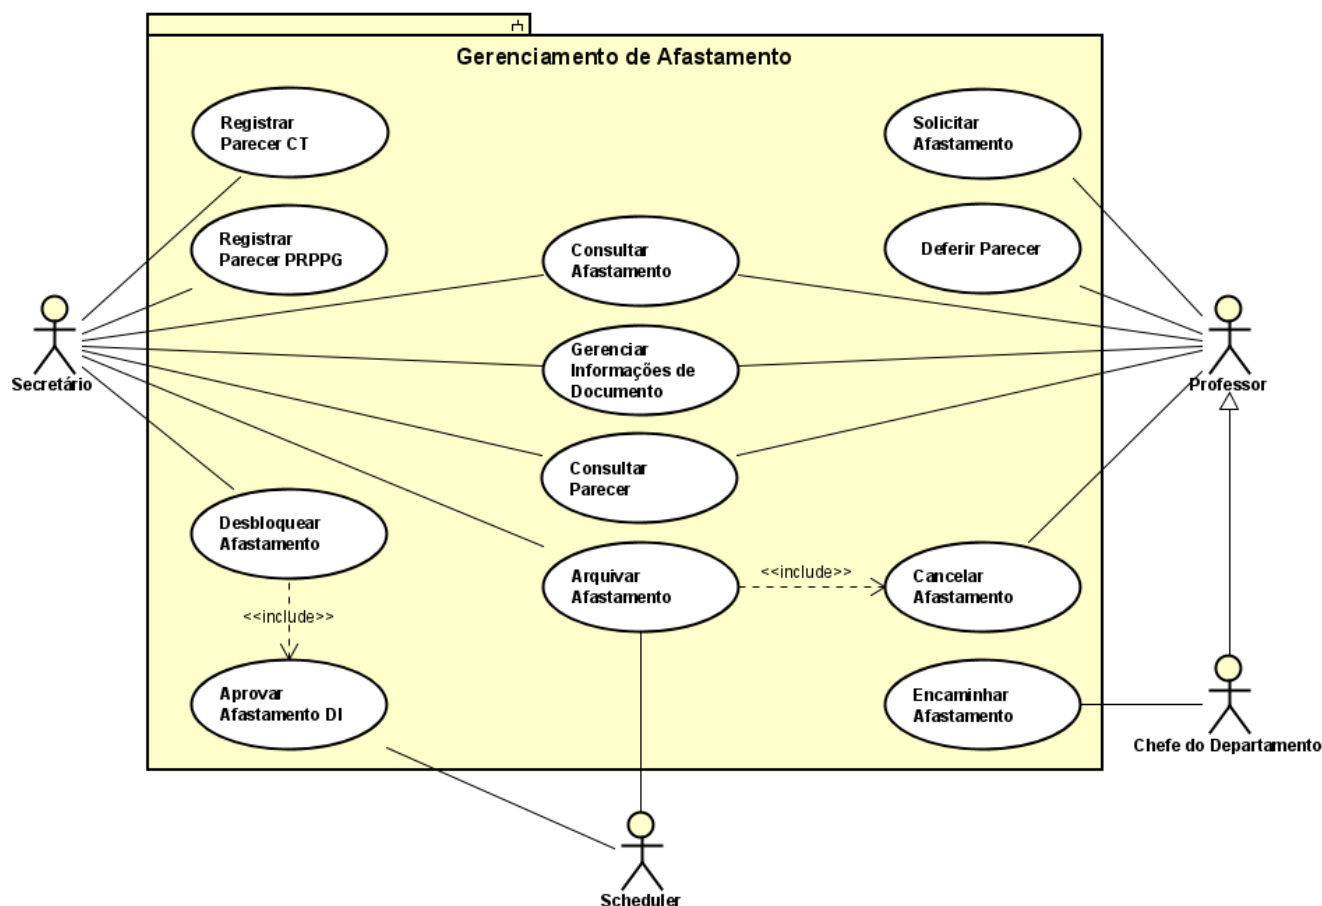 Gerenciamento de Afastamento
Registrar
Parecer CT
Solicitar
Afastamento
Registrar
Parecer PRPPG
Consultar
Afastamento
Deferir Parecer
Secretário
Gerenciar
Informações de
Documento
Professor
Consultar
Parecer
Desbloquear
Afastamento
Arquivar
Afastamento
<<include>>
Cancelar
Afastamento
<<include>>
Aprovar
Afastamento DI
Encaminhar
Afastamento
Chefe do Departamento
Scheduler